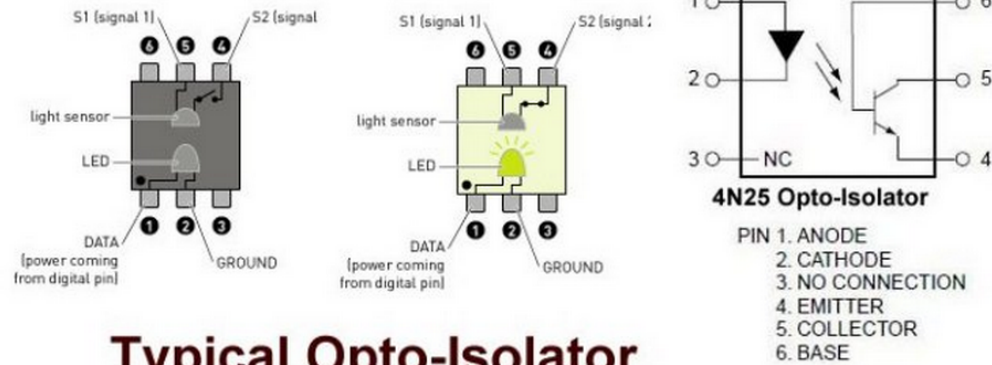 S1 (signal 1)
S2 (signal
6 5 4
light sensor
LED
1 2 3
DATA
(power coming
from digital pin)
GROUND
S1 (signal 1)
S2 (signal
6 5 4
light sensor
LED
1 2 3
DATA
(power coming
from digital pin)
GROUND
Typical Opto-Isolator
1
6
2
5
3
NC
4
4N25 Opto-Isolator
PIN 1. ANODE
2. CATHODE
3. NO CONNECTION
4. EMITTER
5. COLLECTOR
6. BASE